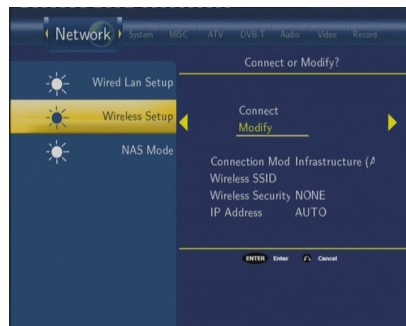 Network System MISC ATV DVB-T Audio Video Record
Connect or Modify?
Wired Lan Setup
Wireless Setup
NAS Mode
Connect
Modify
Connection Mod Infrastructure (A
Wireless SSID
Wireless Security NONE
IP Address AUTO
ENTER Enter Cancel